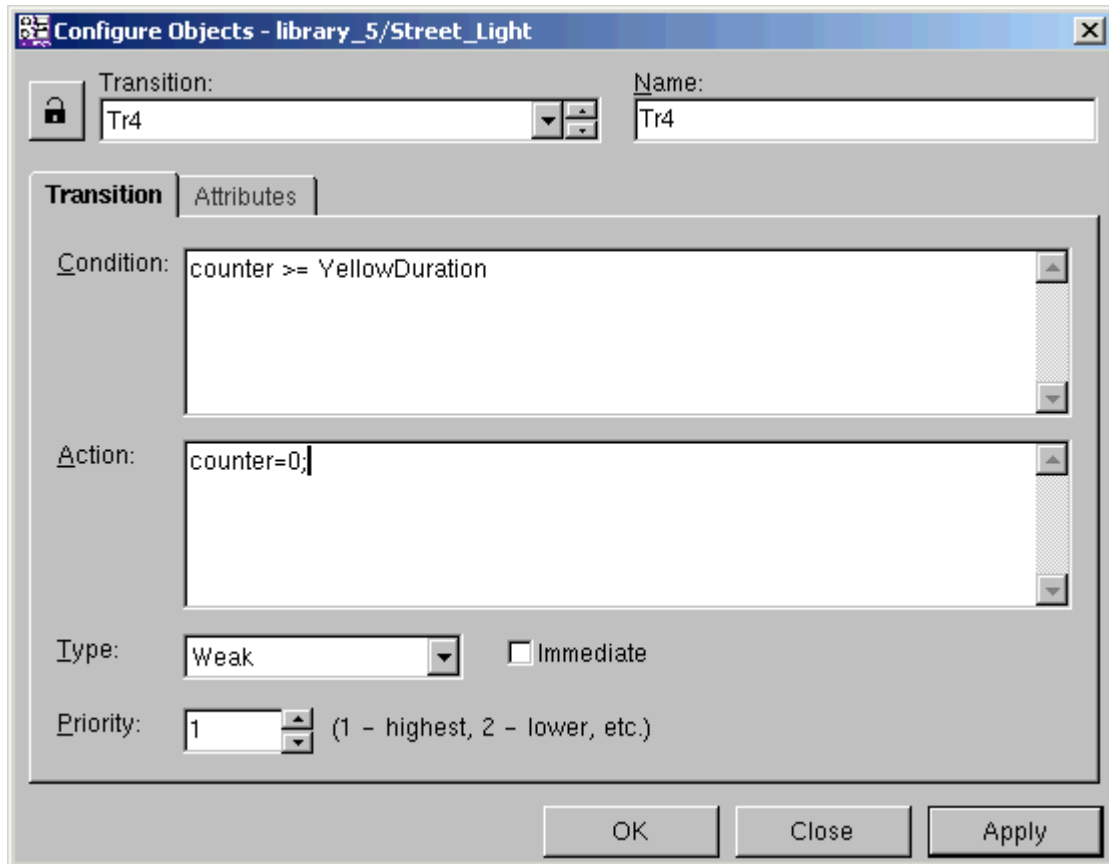 Configure Objects - library_5/Street_Light
Transition:
Name:
Tr4
Tr4
Transition
Attributes
Condition:
counter >= YellowDuration
Action:
counter=0;
Type:
Weak
Immediate
Priority:
1
(1 – highest, 2 – lower, etc.)
OK
Close
Apply